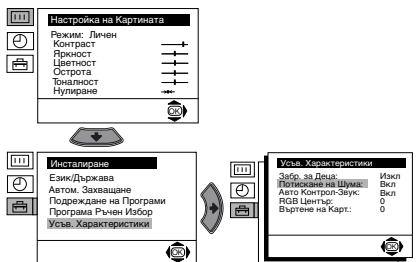 Настройка на Картината
Режим: Личен
Контраст
Яркност
Цветност
Острота
Тоналност
Нулиране
OK
Инсталиране
Език/Държава
Автом. Захващане
Подреждане на Програми
Програма Ръчен Избор
Усъв. Характеристики
OK
Усъв. Характеристики
Забр. за Деца: Изкл
Потискане на Шума: Вкл
Авто Контрол-Звук: Вкл
RGB Център: 0
Въртене на Карт.: 0
OK